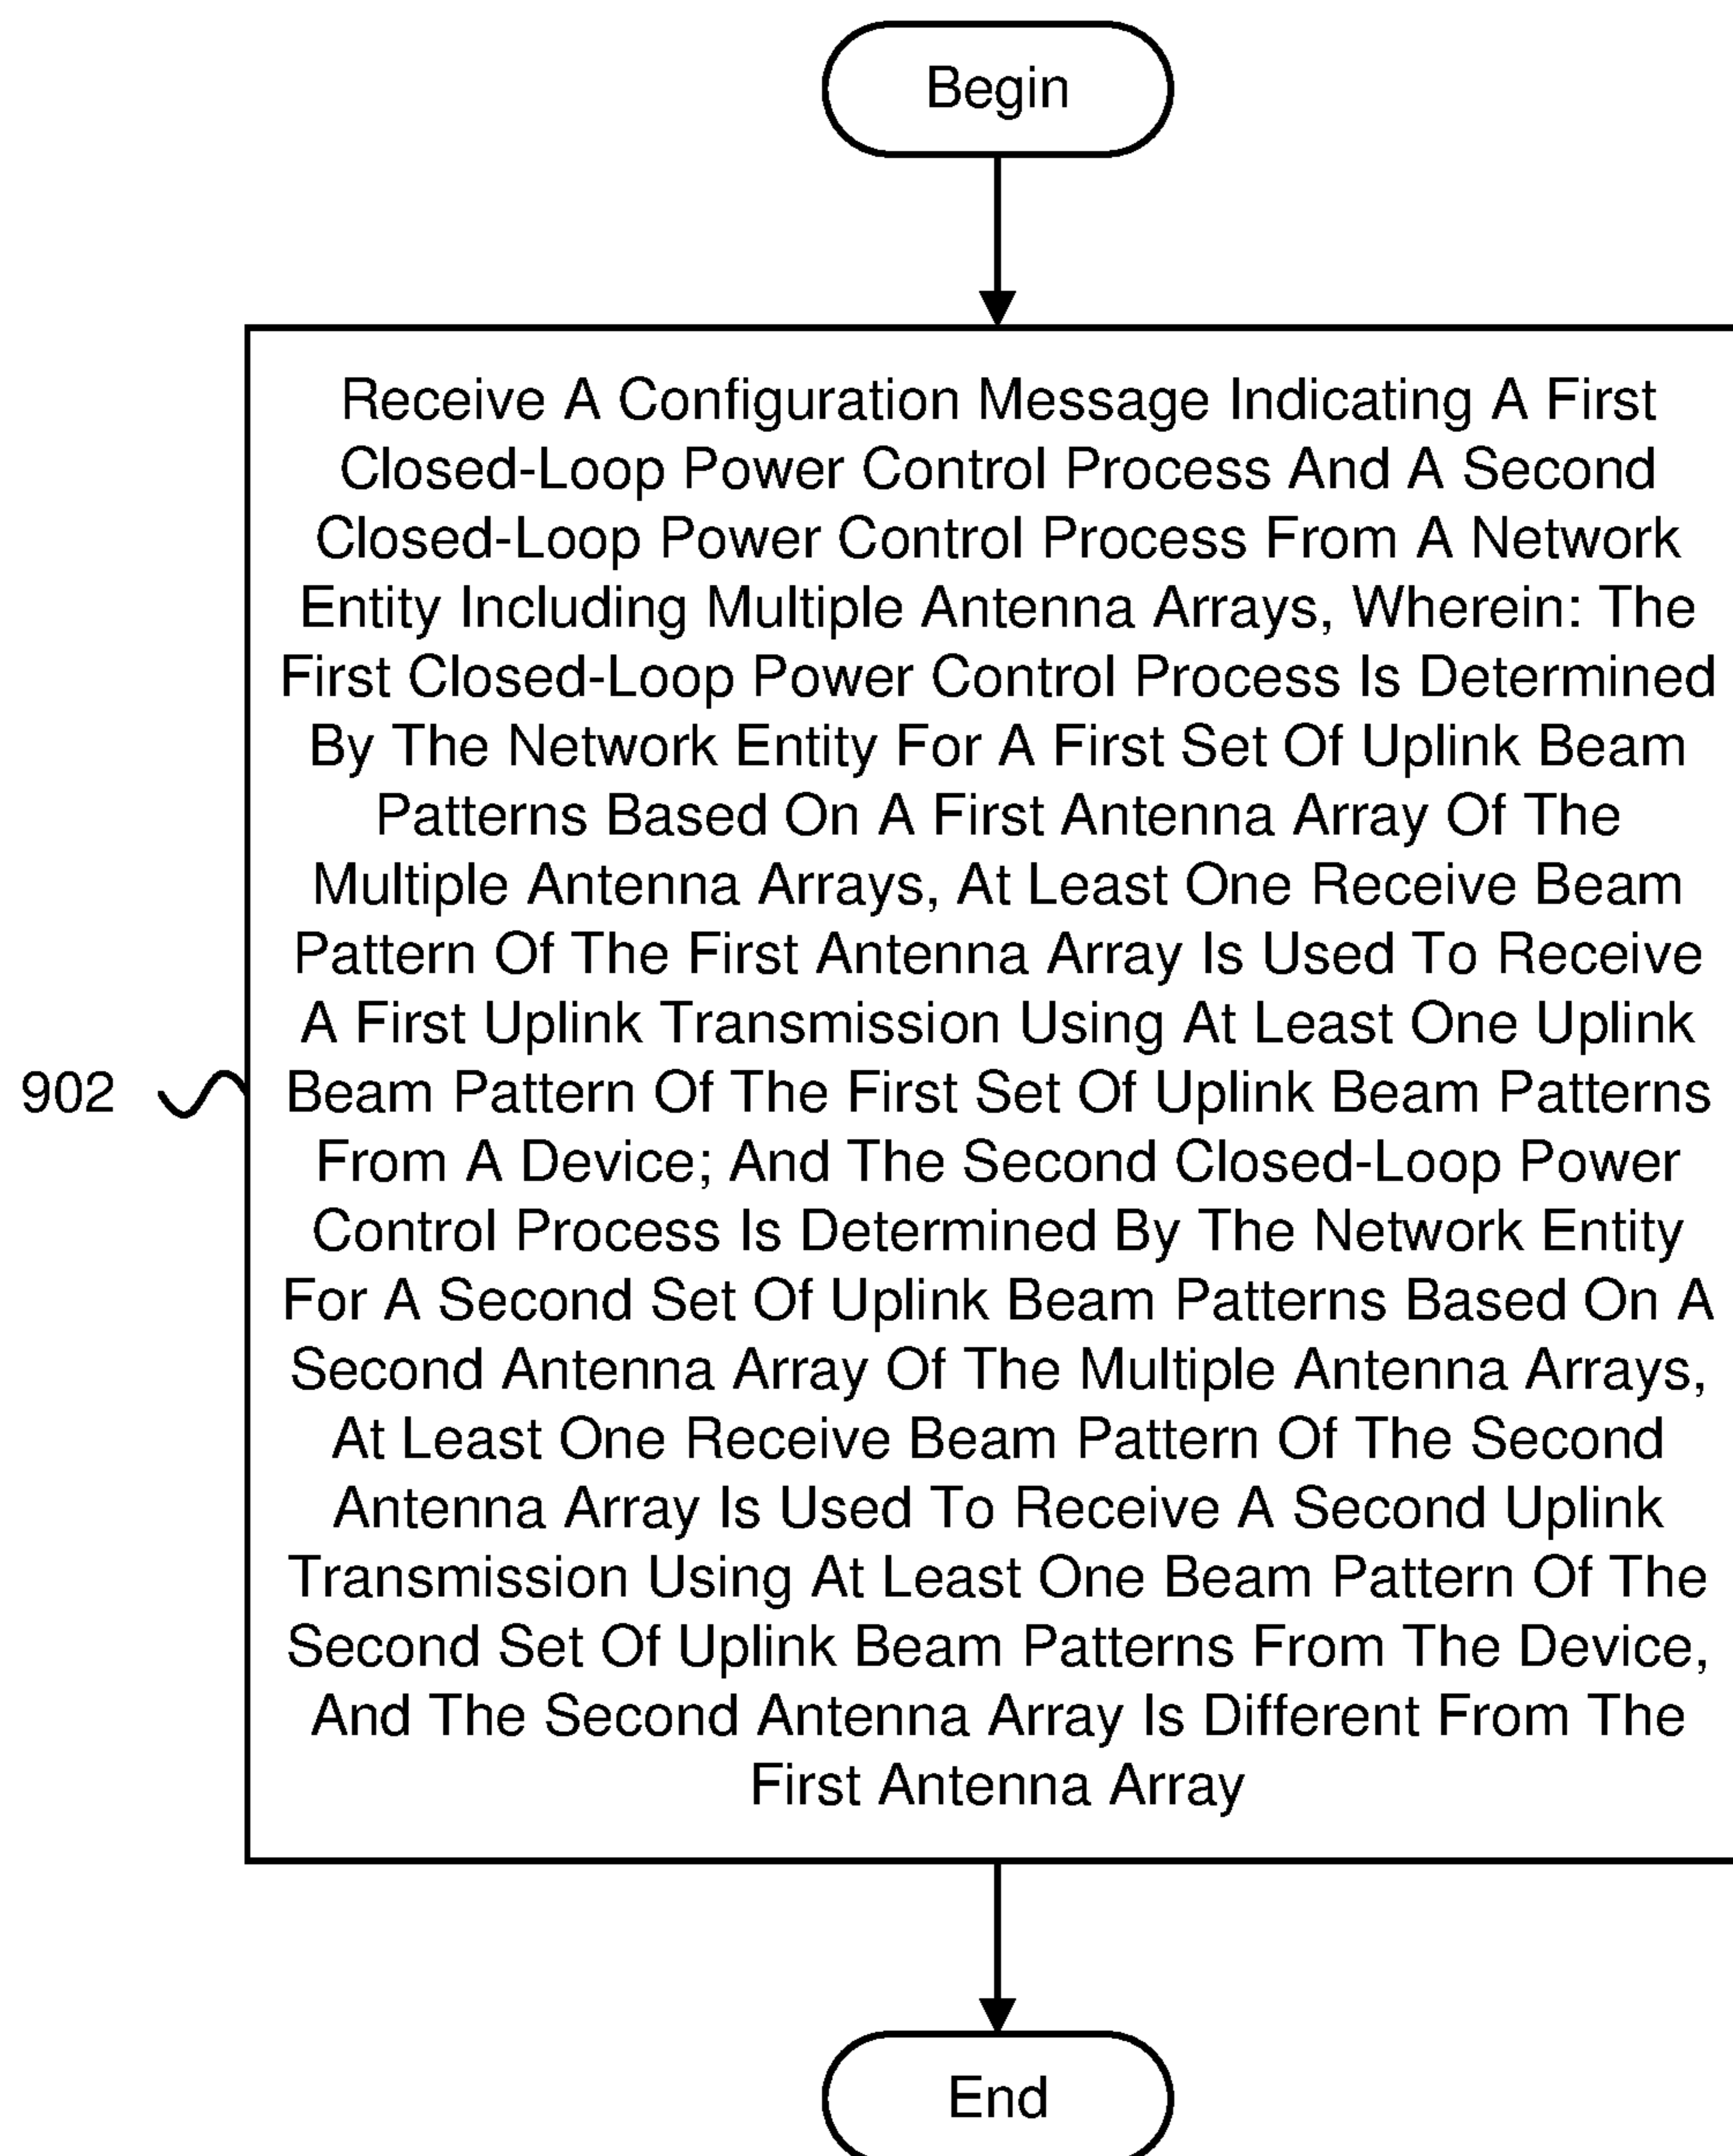 Begin
Receive A Configuration Message Indicating A First
Closed-Loop Power Control Process And A Second
Closed-Loop Power Control Process From A Network
Entity Including Multiple Antenna Arrays, Wherein: The
First Closed-Loop Power Control Process Is Determined
By The Network Entity For A First Set Of Uplink Beam
Patterns Based On A First Antenna Array Of The
Multiple Antenna Arrays, At Least One Receive Beam
Pattern Of The First Antenna Array Is Used To Receive
A First Uplink Transmission Using At Least One Uplink
Beam Pattern Of The First Set Of Uplink Beam Patterns
From A Device; And The Second Closed-Loop Power
Control Process Is Determined By The Network Entity
For A Second Set Of Uplink Beam Patterns Based On A
Second Antenna Array Of The Multiple Antenna Arrays,
At Least One Receive Beam Pattern Of The Second
Antenna Array Is Used To Receive A Second Uplink
Transmission Using At Least One Beam Pattern Of The
Second Set Of Uplink Beam Patterns From The Device,
And The Second Antenna Array Is Different From The
First Antenna Array
902
End